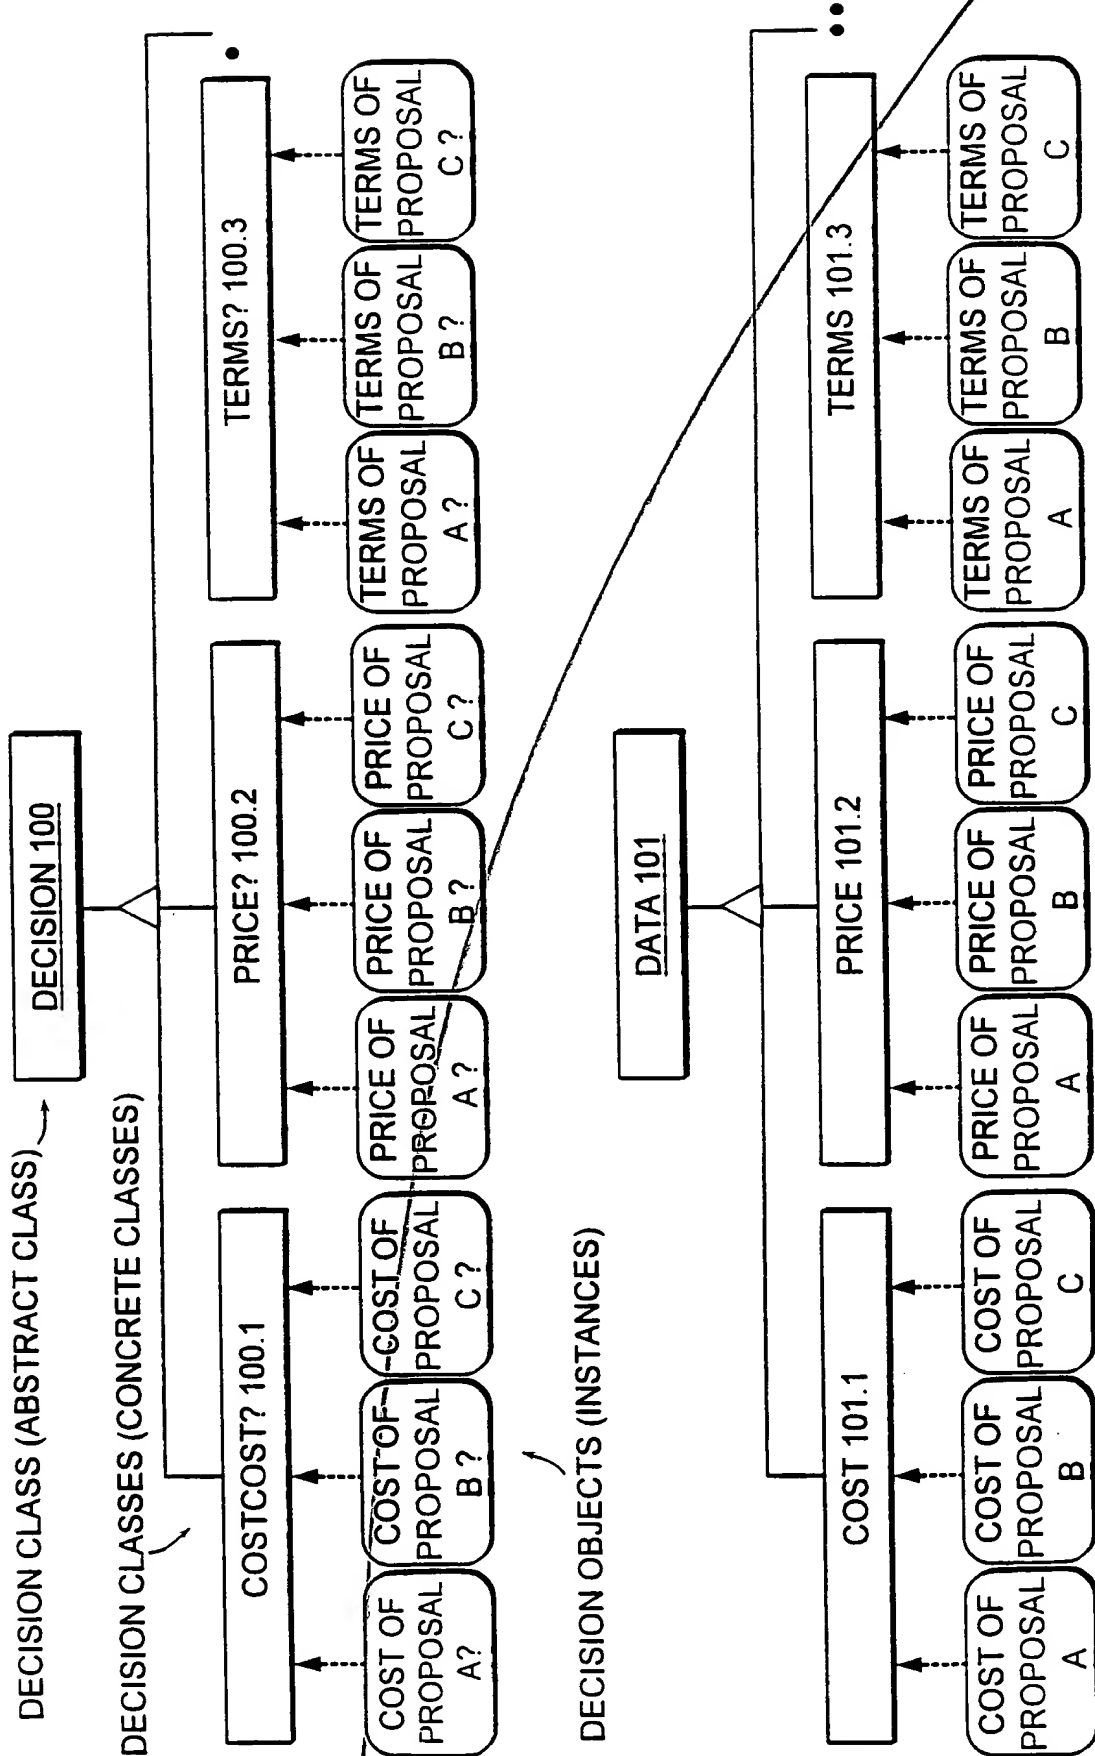 DECISION CLASS (ABSTRACT CLASS)
DECISION 100
DECISION CLASSES (CONCRETE CLASSES)
COSTCOST? 100.1
PRICE? 100.2
TERMS? 100.3
COST OF
PROPOSAL
A?
COST OF
PROPOSAL
B ?
COST OF
PROPOSAL
C ?
PRICE OF
PROPOSAL
A ?
PRICE OF
PROPOSAL
B ?
PRICE OF
PROPOSAL
C ?
TERMS OF
PROPOSAL
A ?
TERMS OF
PROPOSAL
B ?
TERMS OF
PROPOSAL
C ?
DECISION OBJECTS (INSTANCES)
DATA 101
COST 101.1
PRICE 101.2
TERMS 101.3
COST OF
PROPOSAL
A
COST OF
PROPOSAL
B
COST OF
PROPOSAL
C
PRICE OF
PROPOSAL
A
PRICE OF
PROPOSAL
B
PRICE OF
PROPOSAL
C
TERMS OF
PROPOSAL
A
TERMS OF
PROPOSAL
B
TERMS OF
PROPOSAL
C